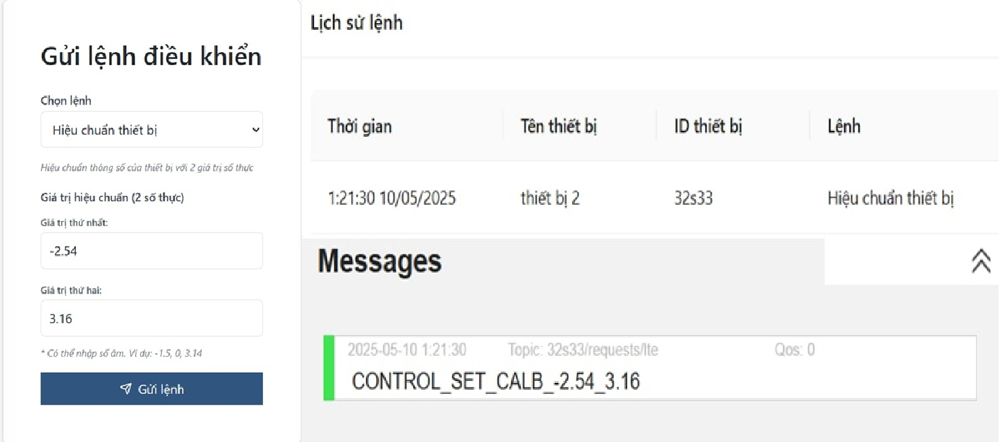 Gửi lệnh điều khiển
Chọn lệnh
Hiệu chuẩn thiết bị
Hiệu chuẩn thông số của thiết bị với 2 giá trị số thực
Giá trị hiệu chuẩn (2 số thực)
Giá trị thứ nhất:
-2.54
Giá trị thứ hai:
3.16
* Có thể nhập số âm. Ví dụ: -1.5, 0, 3.14
Gửi lệnh
Lịch sử lệnh
Thời gian Tên thiết bị ID thiết bị Lệnh
1:21:30 10/05/2025 thiết bị 2 32s33 Hiệu chuẩn thiết bị
Messages
2025-05-10 1:21:30 Topic: 32s33/requests/lte Qos: 0
CONTROL_SET_CALB_-2.54_3.16